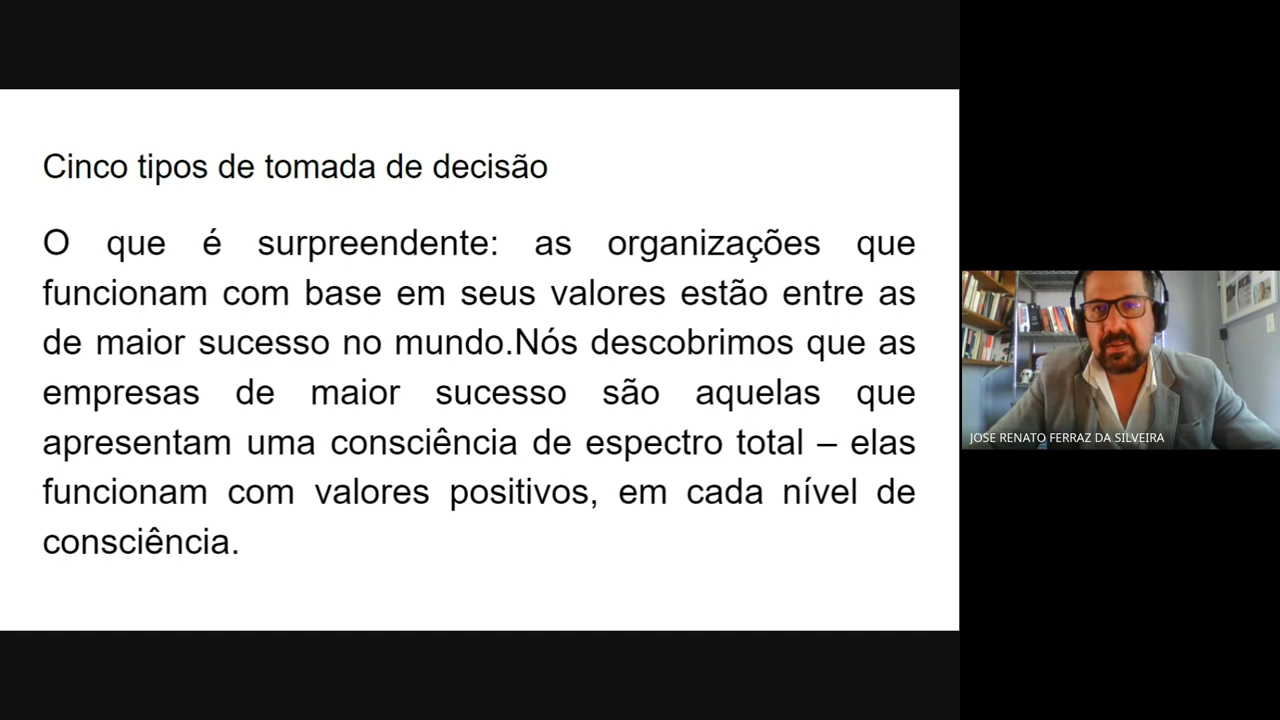 Cinco tipos de tomada de decisão
O que é surpreendente: as organizações que
funcionam com base em seus valores estão entre as
de maior sucesso no mundo.Nós descobrimos que as
empresas de maior sucesso são aquelas que
apresentam uma consciência de espectro total – elas
funcionam com valores positivos, em cada nível de
consciência.
JOSE RENATO FERRAZ DA SILVEIRA